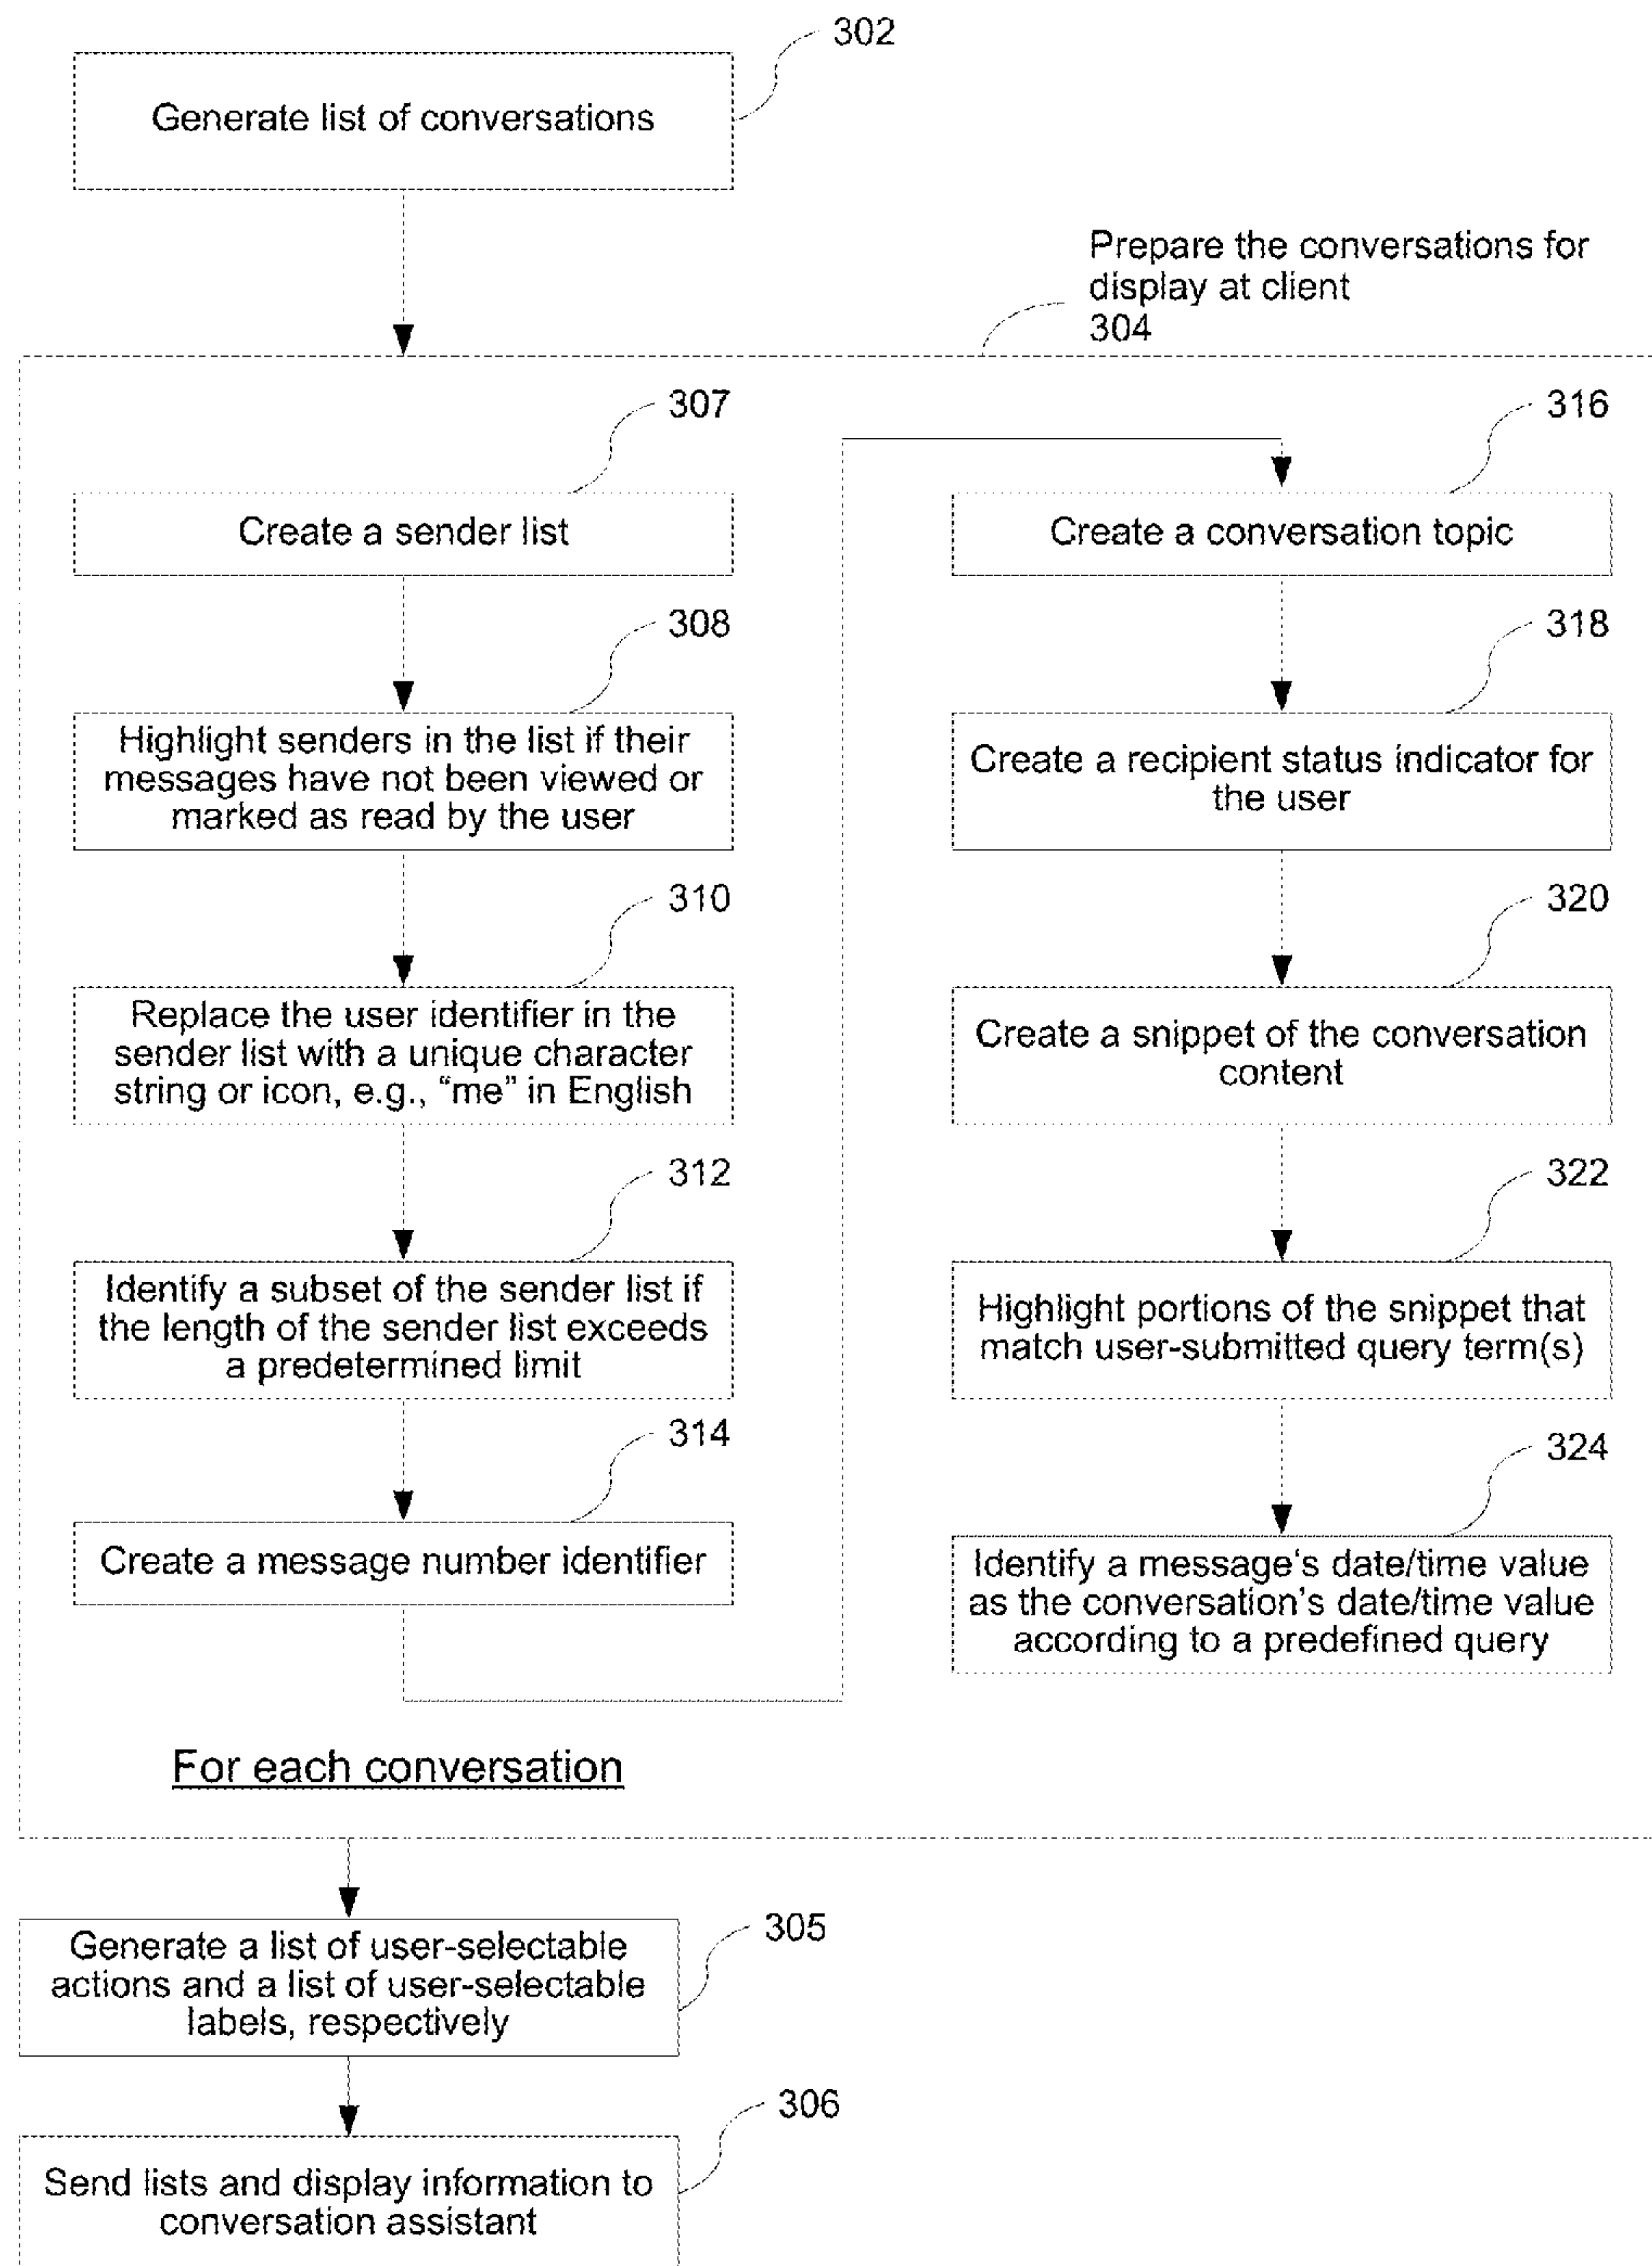 302
Generate list of conversations
Prepare the conversations for
display at client
304
307
Create a sender list
308
Highlight senders in the list if their
messages have not been viewed or
marked as read by the user
310
Replace the user identifier in the
sender list with a unique character
string or icon, e.g., “me” in English
312
Identify a subset of the sender list if
the length of the sender list exceeds
a predetermined limit
314
Create a message number identifier
316
Create a conversation topic
318
Create a recipient status indicator for
the user
320
Create a snippet of the conversation
content
322
Highlight portions of the snippet that
match user-submitted query term(s)
324
Identify a message‘s date/time value
as the conversation’s date/time value
according to a predefined query
For each conversation
305
Generate a list of user-selectable
actions and a list of user-selectable
labels, respectively
306
Send lists and display information to
conversation assistant